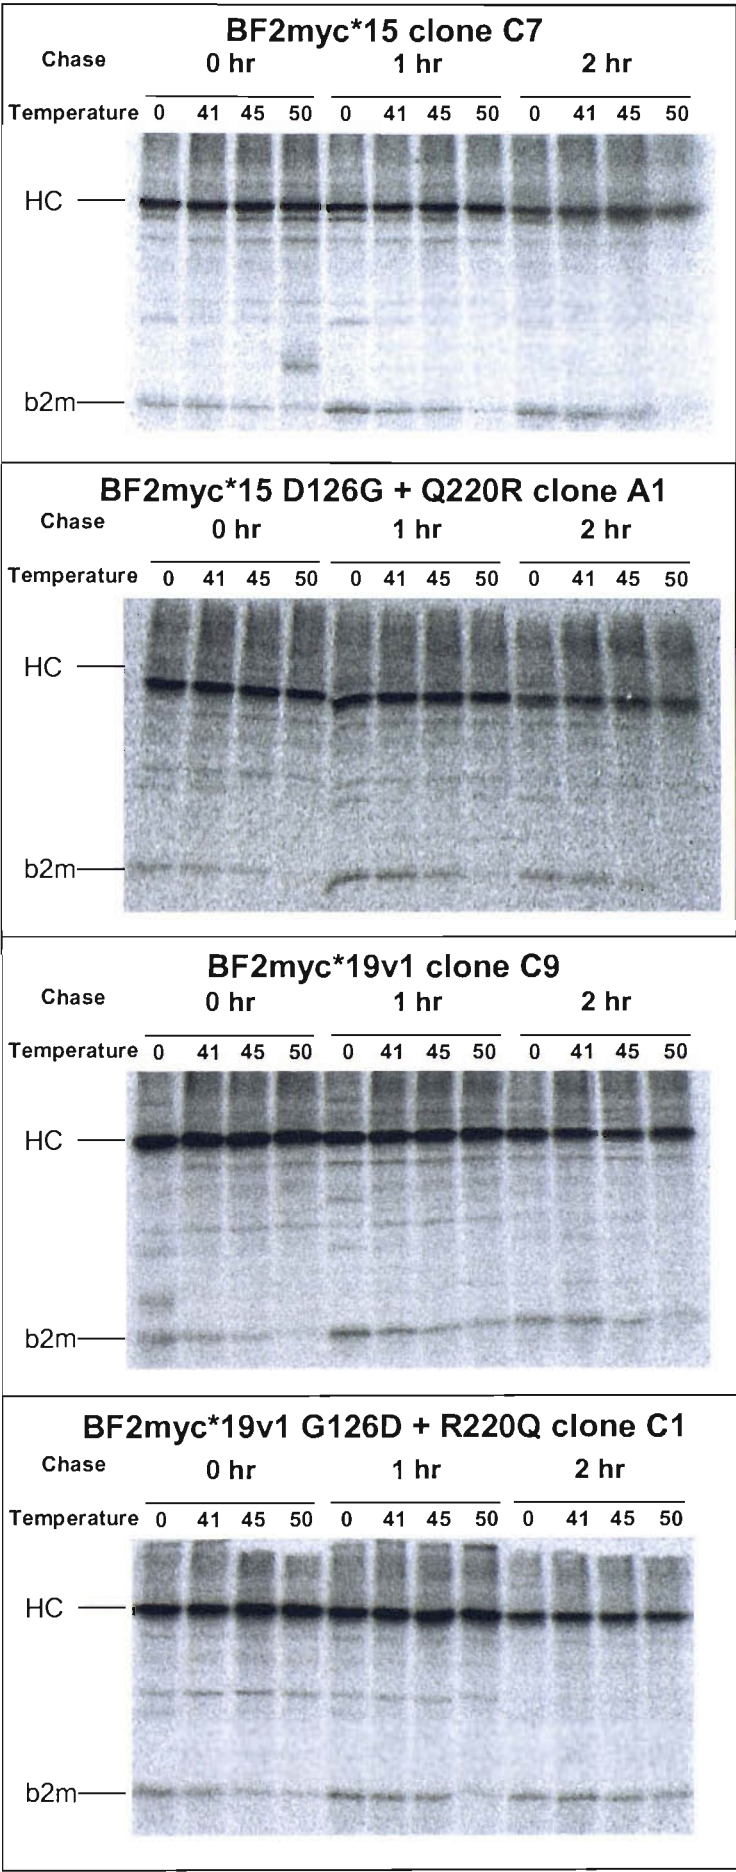 BF2myc*15 clone C7
Chase 0 hr 1 hr 2 hr
Temperature 0 41 45 50 0 41 45 50 0 41 45 50
HC
b2m
BF2myc*15 D126G + Q220R clone A1
Chase 0 hr 1 hr 2 hr
Temperature 0 41 45 50 0 41 45 50 0 41 45 50
HC
b2m
BF2myc*19v1 clone C9
Chase 0 hr 1 hr 2 hr
Temperature 0 41 45 50 0 41 45 50 0 41 45 50
HC
b2m
BF2myc*19v1 G126D + R220Q clone C1
Chase 0 hr 1 hr 2 hr
Temperature 0 41 45 50 0 41 45 50 0 41 45 50
HC
b2m